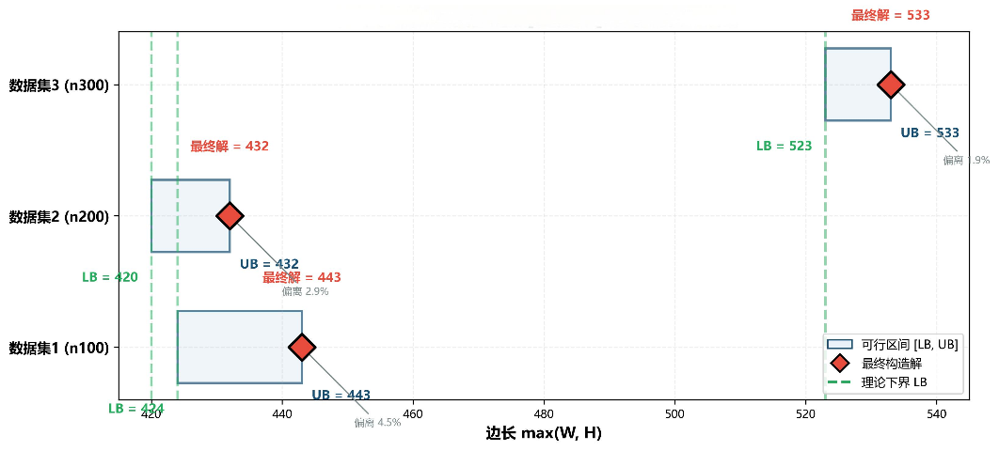 最终解 = 533
数据集3 (n300)
UB = 533
LB = 523
最终解 = 432
偏离 1.9%
数据集2 (n200)
UB = 432
LB = 420
最终解 = 443
偏离 2.9%
数据集1 (n100)
可行区间 [LB, UB]
最终构造解
理论下界 LB
UB = 443
LB = 424
偏离 4.5%
420 440 460 480 500 520 540
边长 max(W, H)